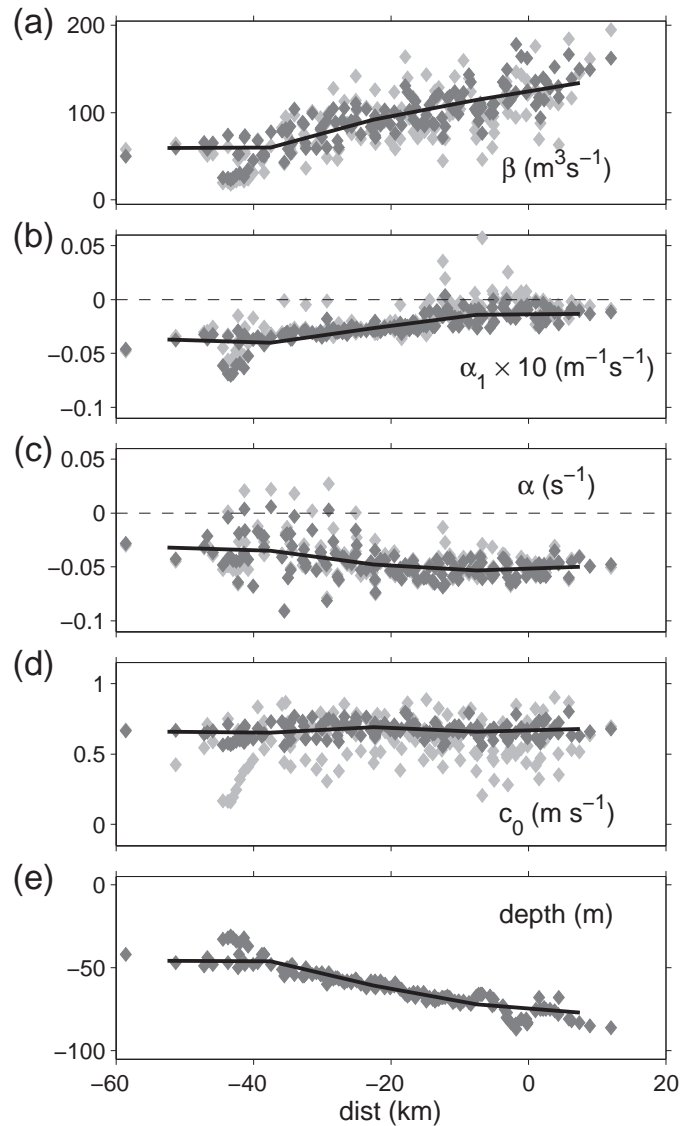 (a)
200
100
0
β (m³s⁻¹)
(b)
0.05
0
−0.05
−0.1
α₁ × 10 (m⁻¹s⁻¹)
(c)
0.05
0
−0.05
−0.1
α (s⁻¹)
(d)
1
0.5
0
c₀ (m s⁻¹)
(e)
0
−50
−100
depth (m)
−60 −40 −20 0 20
dist (km)